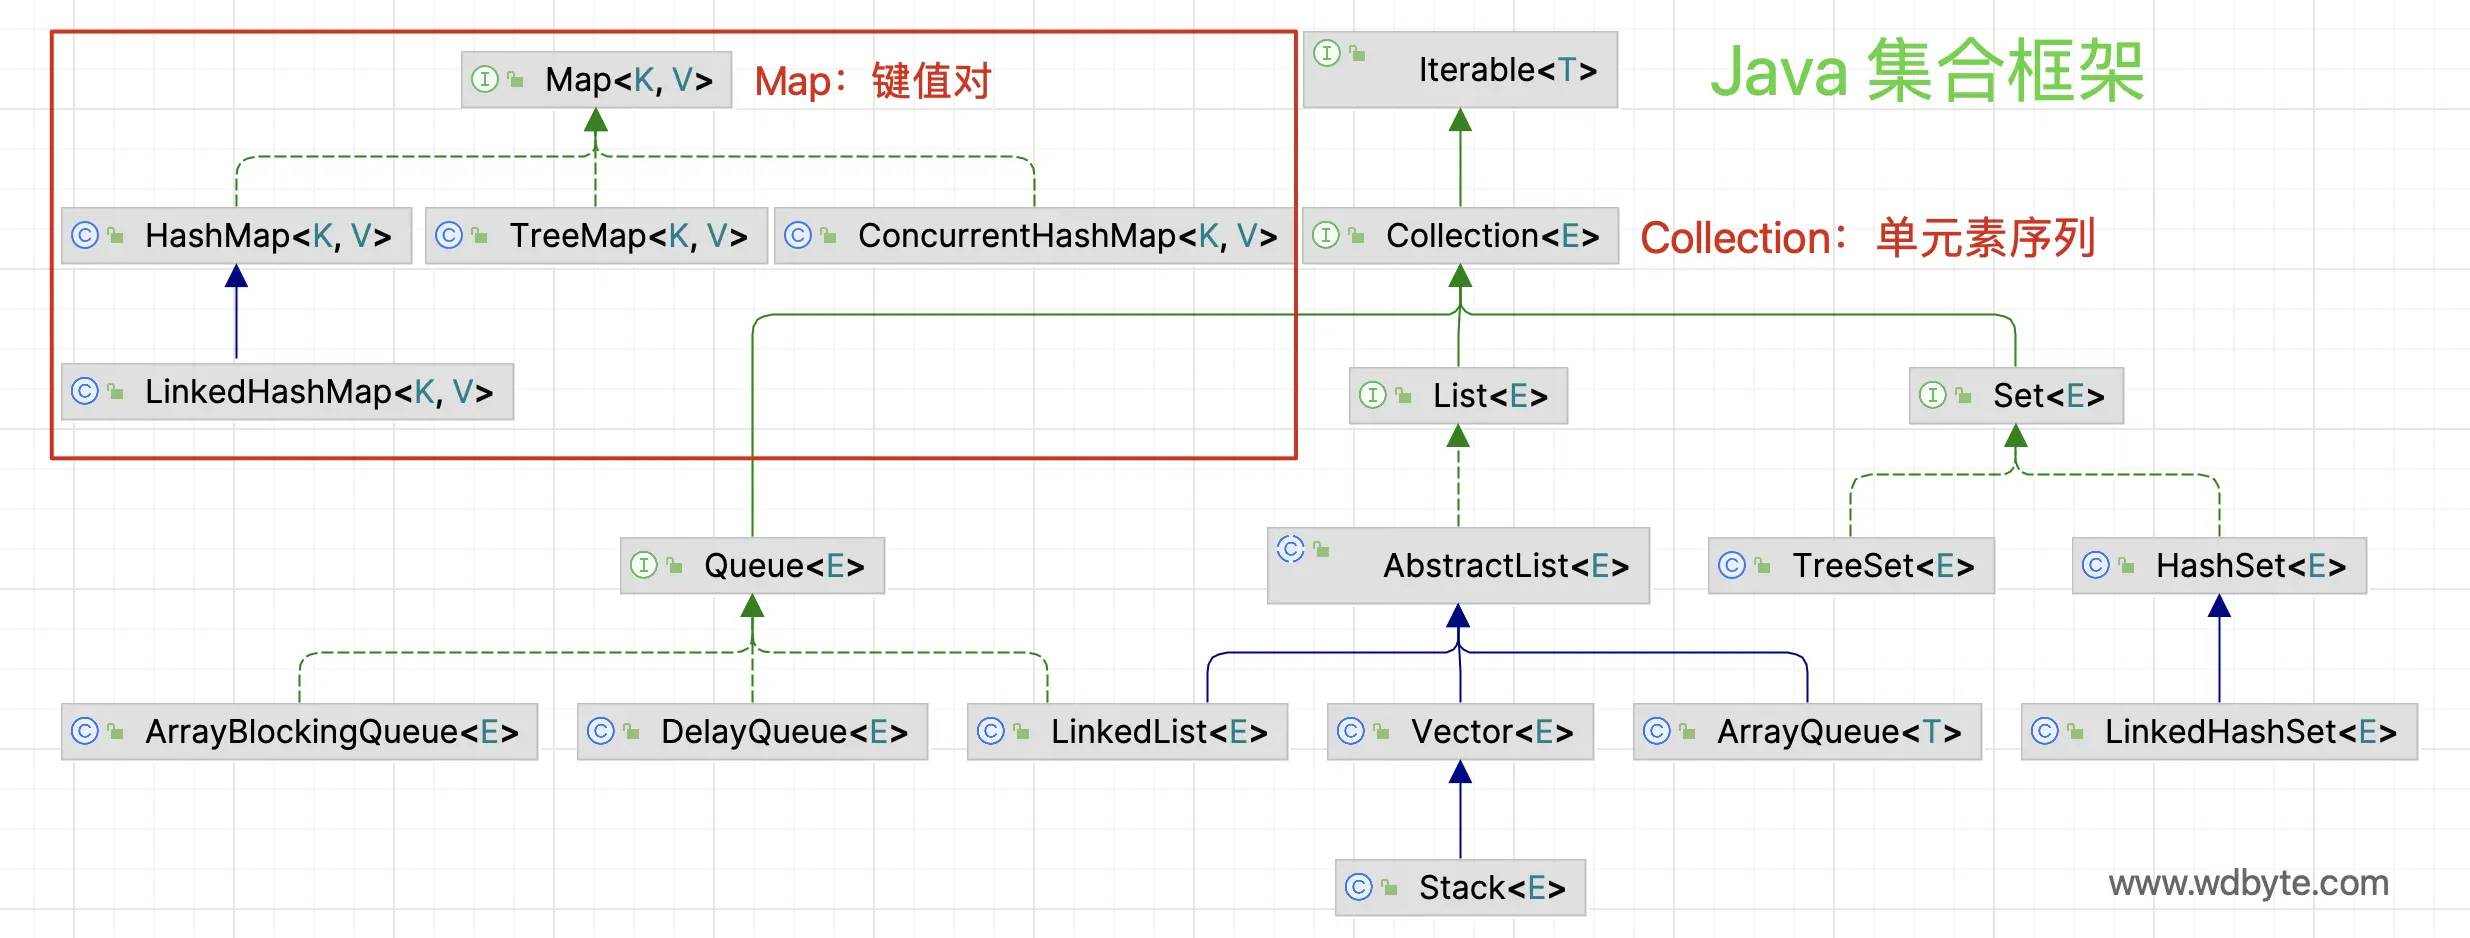 Map<K, V>
Map：键值对
Iterable<T>
Java 集合框架
HashMap<K, V>
TreeMap<K, V>
ConcurrentHashMap<K, V>
Collection<E>
Collection：单元素序列
LinkedHashMap<K, V>
List<E>
Set<E>
Queue<E>
AbstractList<E>
TreeSet<E>
HashSet<E>
ArrayBlockingQueue<E>
DelayQueue<E>
LinkedList<E>
Vector<E>
ArrayQueue<T>
LinkedHashSet<E>
Stack<E>
www.wdbyte.com